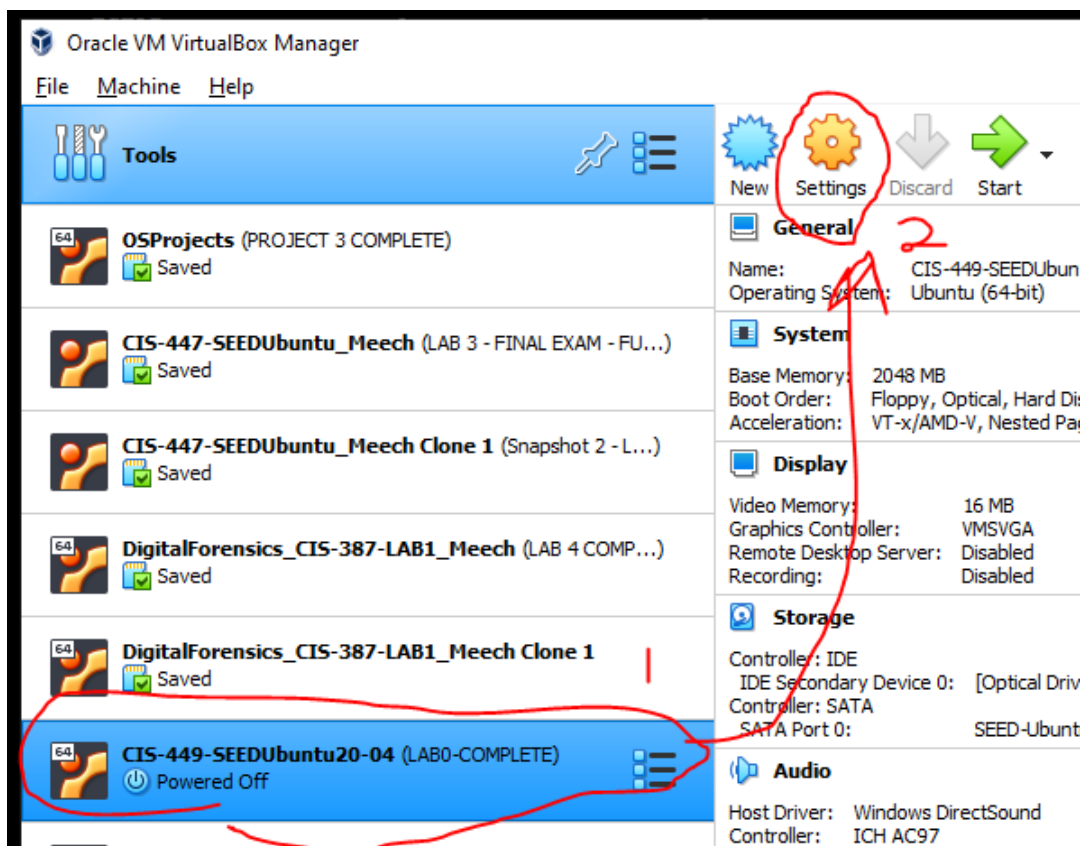 Oracle VM VirtualBox Manager
File Machine Help
Tools
New Settings Discard Start
64 OSProjects (PROJECT 3 COMPLETE)
Saved
CIS-447-SEEDUbuntu_Meech (LAB 3 - FINAL EXAM - FU...)
Saved
CIS-447-SEEDUbuntu_Meech Clone 1 (Snapshot 2 - L...)
Saved
64 DigitalForensics_CIS-387-LAB1_Meech (LAB 4 COMP...)
Saved
64 DigitalForensics_CIS-387-LAB1_Meech Clone 1
Saved
1
64 CIS-449-SEEDUbuntu20-04 (LAB0-COMPLETE)
Powered Off
General
2
Name: CIS-449-SEEDUbun
Operating System: Ubuntu (64-bit)
System
Base Memory: 2048 MB
Boot Order: Floppy, Optical, Hard Dis
Acceleration: VT-x/AMD-V, Nested Pag
Display
Video Memory: 16 MB
Graphics Controller: VMSVGA
Remote Desktop Server: Disabled
Recording: Disabled
Storage
Controller: IDE
IDE Secondary Device 0: [Optical Driv
Controller: SATA
SATA Port 0: SEED-Ubunt
Audio
Host Driver: Windows DirectSound
Controller: ICH AC97